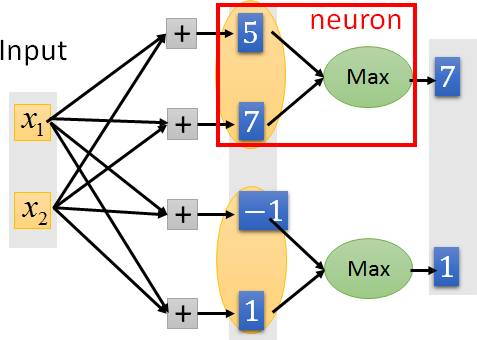 neuron
Input
+
5
Max
7
x₁
+
7
x₂
+
−1
Max
1
+
1